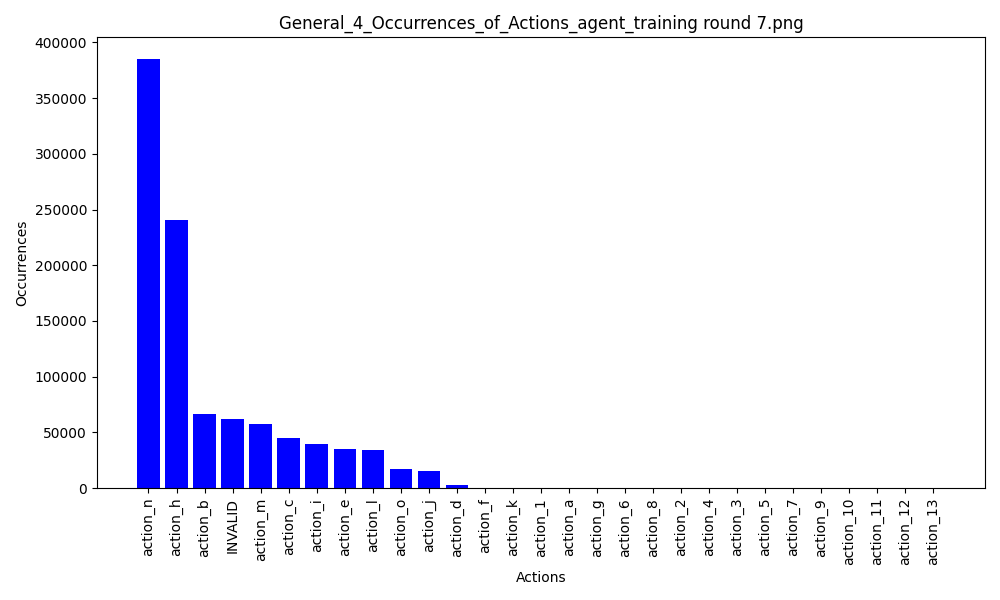 General_4_Occurrences_of_Actions_agent_training round 7.png
400000
350000
300000
250000
200000
150000
100000
50000
0
Occurrences
action_n
action_h
action_b
INVALID
action_m
action_c
action_i
action_e
action_l
action_o
action_j
action_d
action_f
action_k
action_1
action_a
action_g
action_6
action_8
action_2
action_4
action_3
action_5
action_7
action_9
action_10
action_11
action_12
action_13
Actions